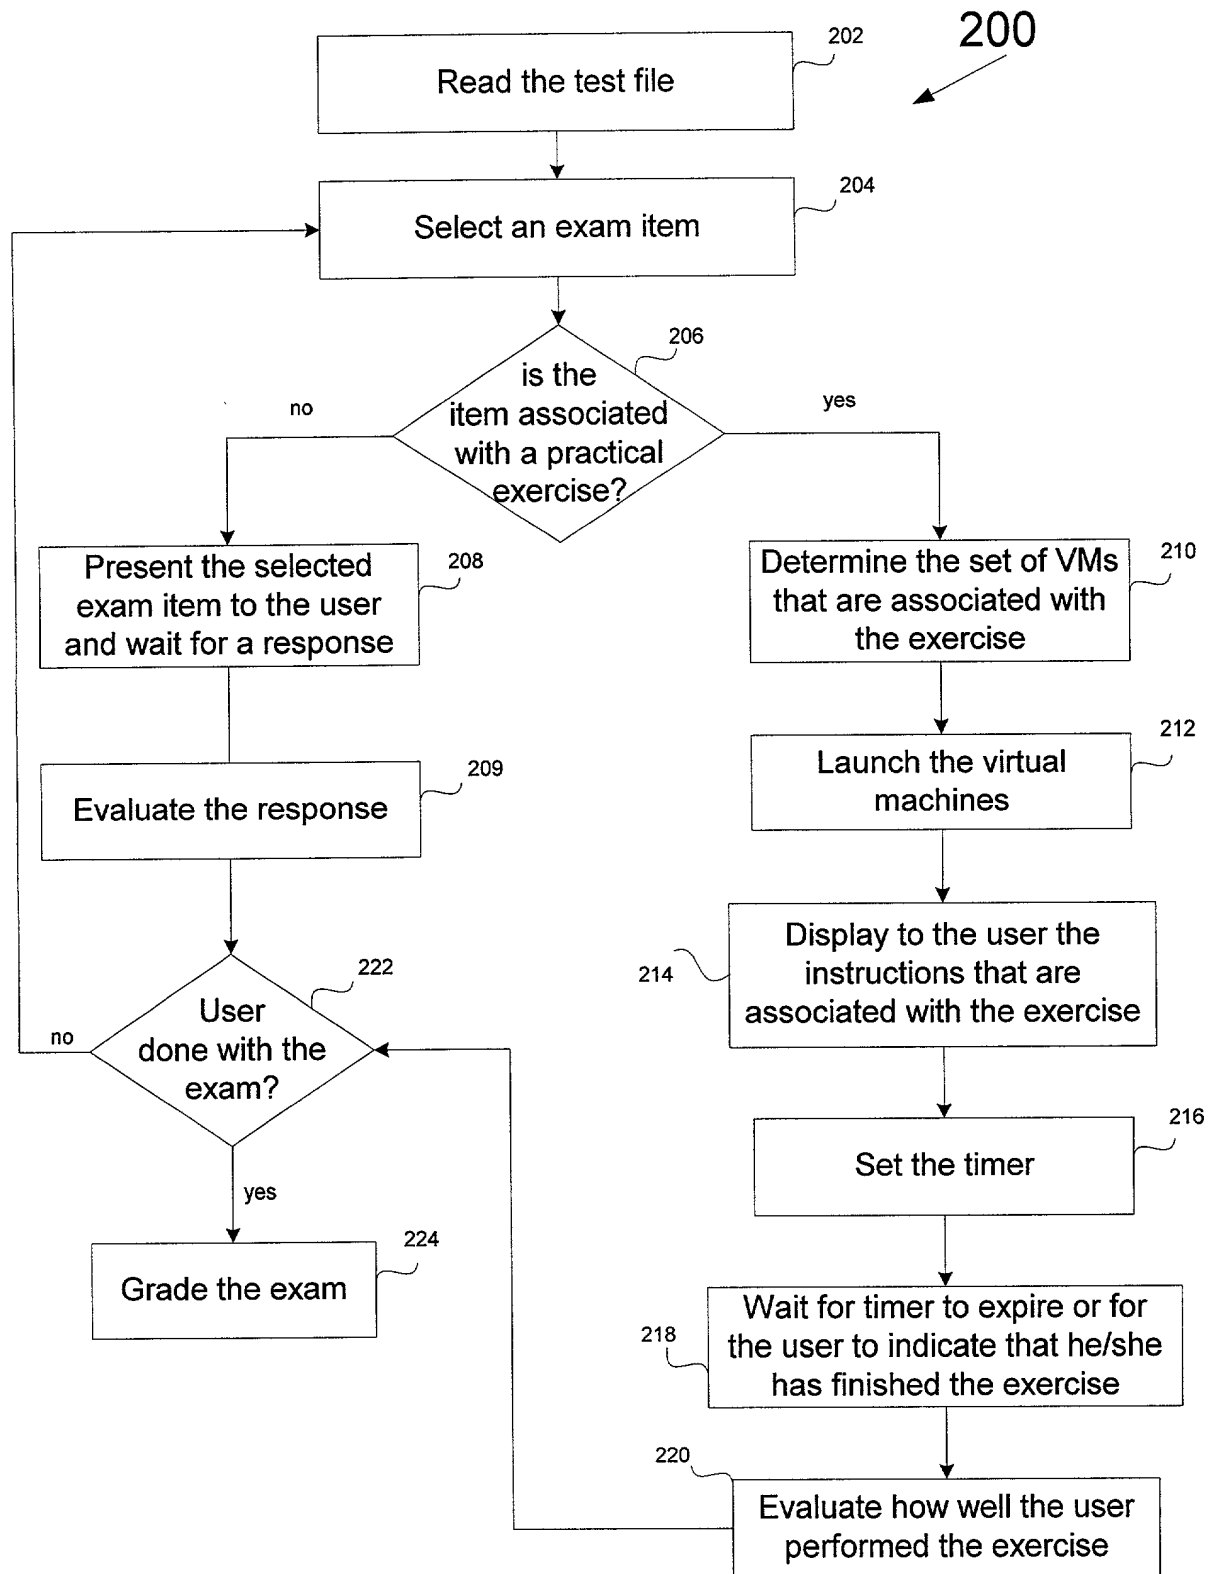 200
202
Read the test file
204
Select an exam item
206
is the
item associated
with a practical
exercise?
no
yes
Present the selected
exam item to the user
and wait for a response
208
Determine the set of VMs
that are associated with
the exercise
210
Launch the virtual
machines
212
Evaluate the response
209
Display to the user the
instructions that are
associated with the exercise
214
222
User
done with the
exam?
no
yes
Set the timer
216
Grade the exam
224
Wait for timer to expire or for
the user to indicate that he/she
has finished the exercise
218
220
Evaluate how well the user
performed the exercise